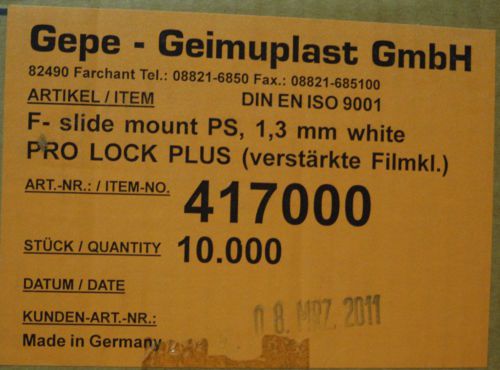 Gepe - Geimuplast GmbH
82490 Farchant Tel.: 08821-6850 Fax.: 08821-685100
ARTIKEL / ITEM DIN EN ISO 9001
F- slide mount PS, 1,3 mm white
PRO LOCK PLUS (verstärkte Filmkl.)
ART.-NR.: / ITEM-NO. 417000
STÜCK / QUANTITY 10.000
DATUM / DATE
KUNDEN-ART.-NR.: 08. MRZ. 2011
Made in Germany